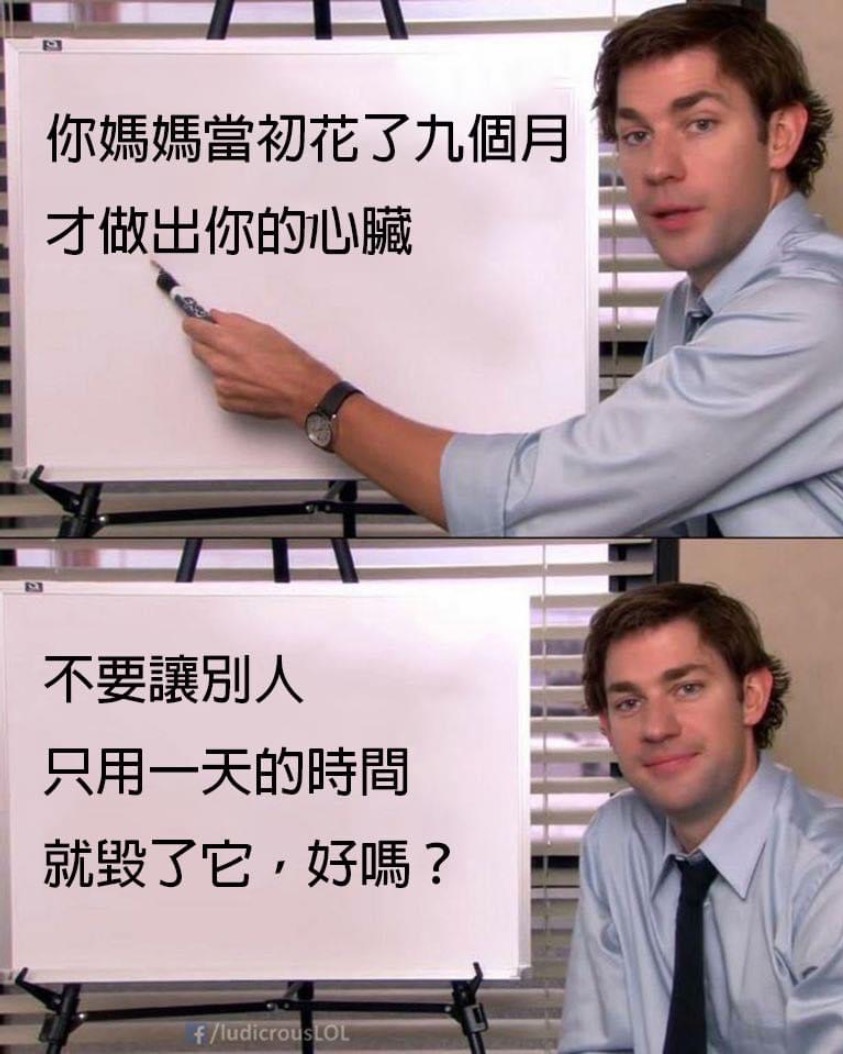 你媽媽當初花了九個月
才做出你的心臟
不要讓別人
只用一天的時間
就毀了它，好嗎？
f/ludicrousLOL